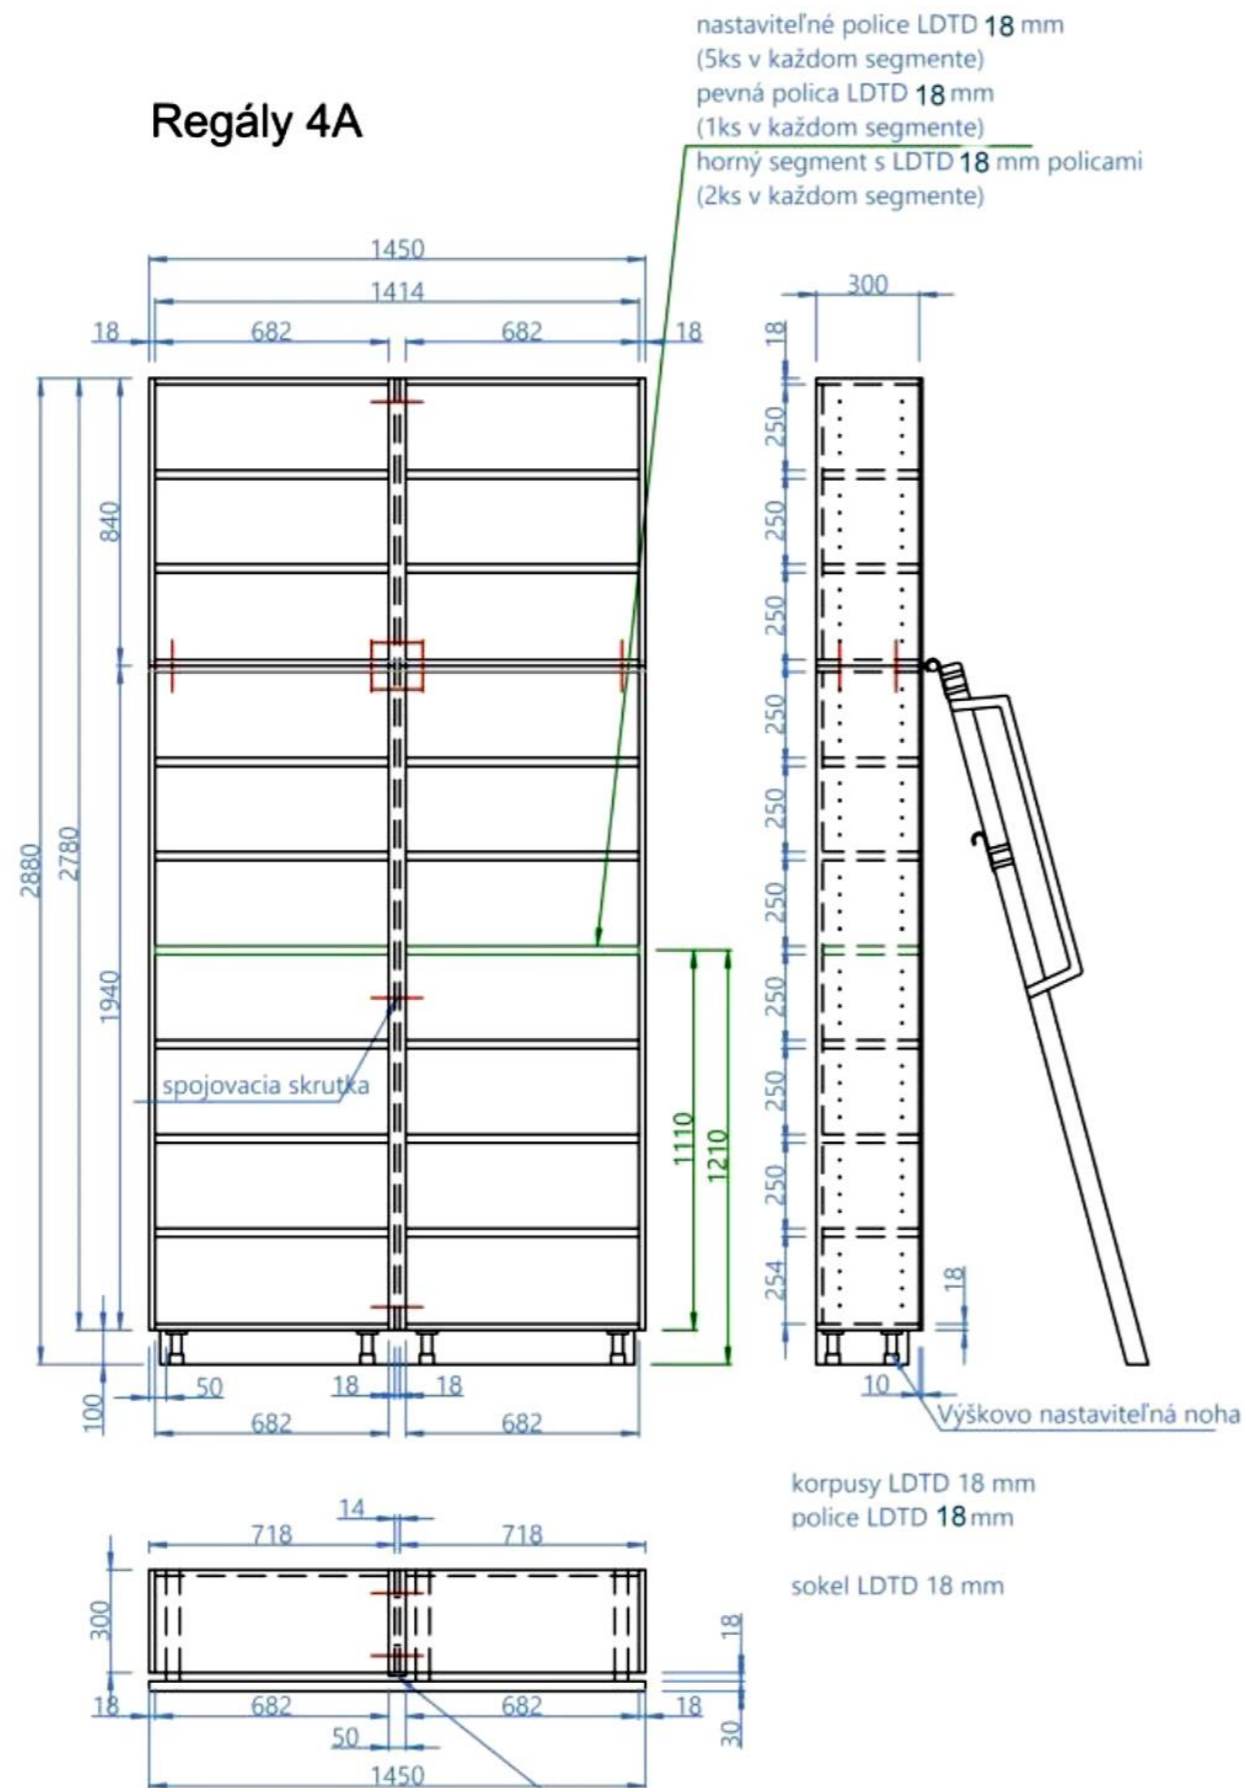 nastaviteľné police LDTD 18 mm
(5ks v každom segmente)
pevná polica LDTD 18 mm
(1ks v každom segmente)
horný segment s LDTD 18 mm policami
(2ks v každom segmente)
Regály 4A
1450
1414
18 682 682 18
300
18
250
250
250
250
250
250
250
250
250
254
18
2880
2780
840
1940
spojovacia skrutka
1110
1210
100
50 18 18
682 682
10
Výškovo nastaviteľná noha
korpusy LDTD 18 mm
police LDTD 18 mm
sokel LDTD 18 mm
14
718 718
300
18
30
18 682 682 18
50
1450